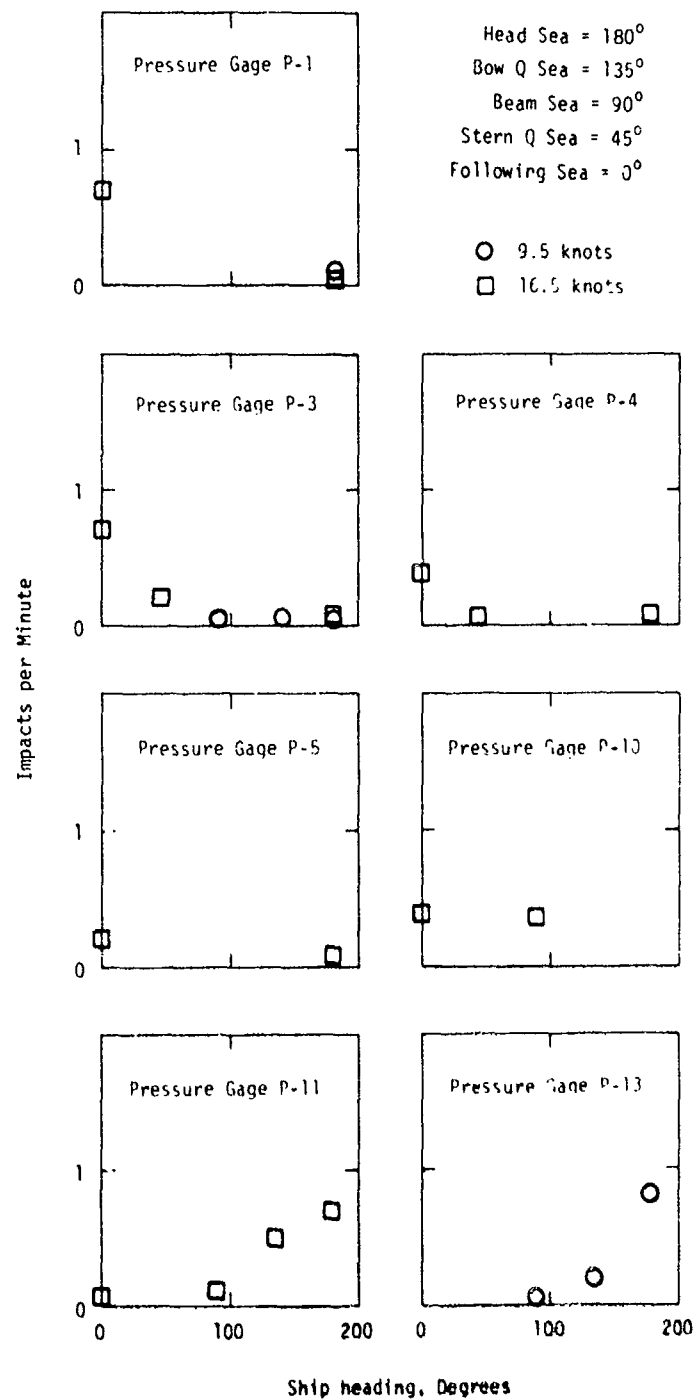 Pressure Gage P-1
Head Sea = 180°
Bow Q Sea = 135°
Beam Sea = 90°
Stern Q Sea = 45°
Following Sea = 0°
1
0
9.5 knots
16.5 knots
Pressure Gage P-3
Pressure Gage P-4
1
0
Impacts per Minute
Pressure Gage P-5
Pressure Gage P-10
1
0
Pressure Gage P-11
Pressure Gage P-13
1
0
0 100 200
0 100 200
Ship heading, Degrees